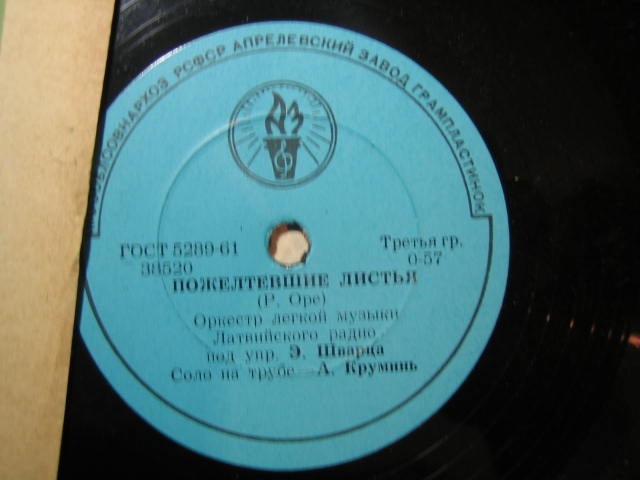 МОСОБЛСОВНАРХОЗ РСФСР АПРЕЛЕВСКИЙ ЗАВОД ГРАМПЛАСТИНОК
ГОСТ 5289-61
38520
Третья гр.
0-57
ПОЖЕЛТЕВШИЕ ЛИСТЬЯ
(Р. Оре)
Оркестр легкой музыки
Латвийского радио
под упр. Э. Шварца
Соло на трубе—А. Круминь